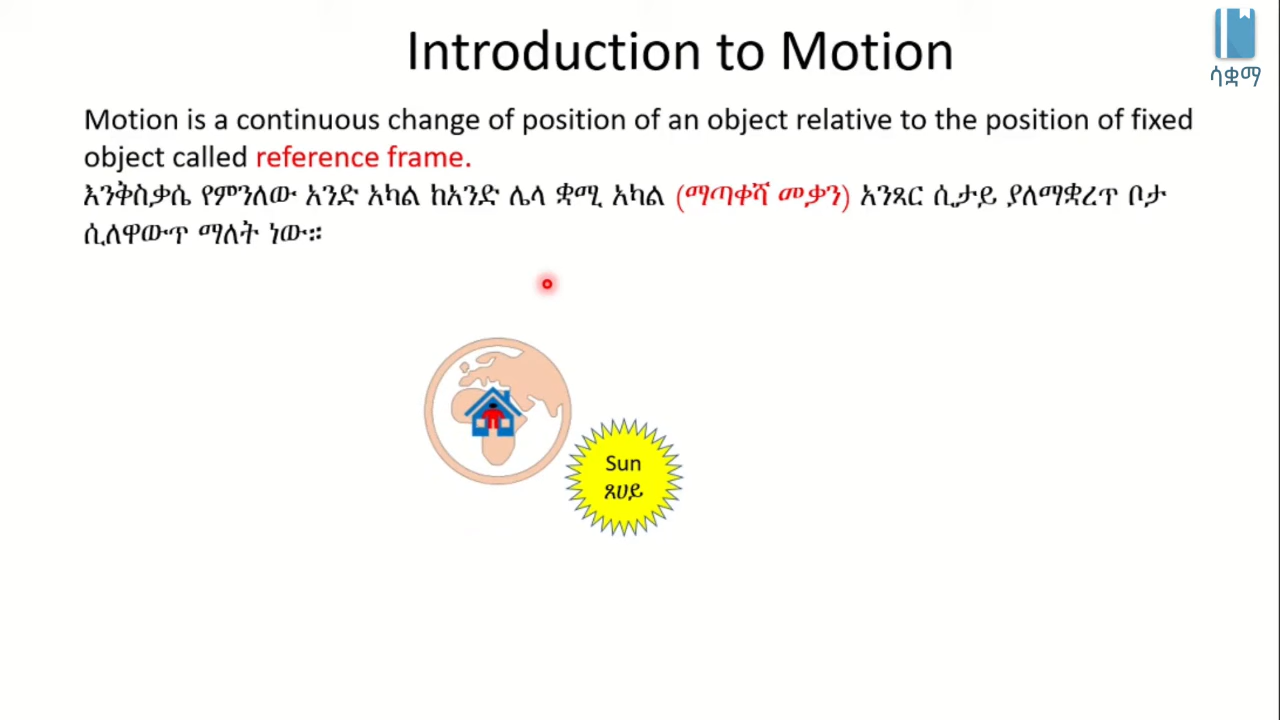 Introduction to Motion
ሳቋማ
Motion is a continuous change of position of an object relative to the position of fixed
object called reference frame.
እንቅስቃሴ የምንለው አንድ አካል ከአንድ ሌላ ቋሚ አካል (ማጣቀሻ መቃን) አንጻር ሲታይ ያለማቋረጥ ቦታ
ሲለዋውጥ ማለት ነው።
Sun
ጸሀይ